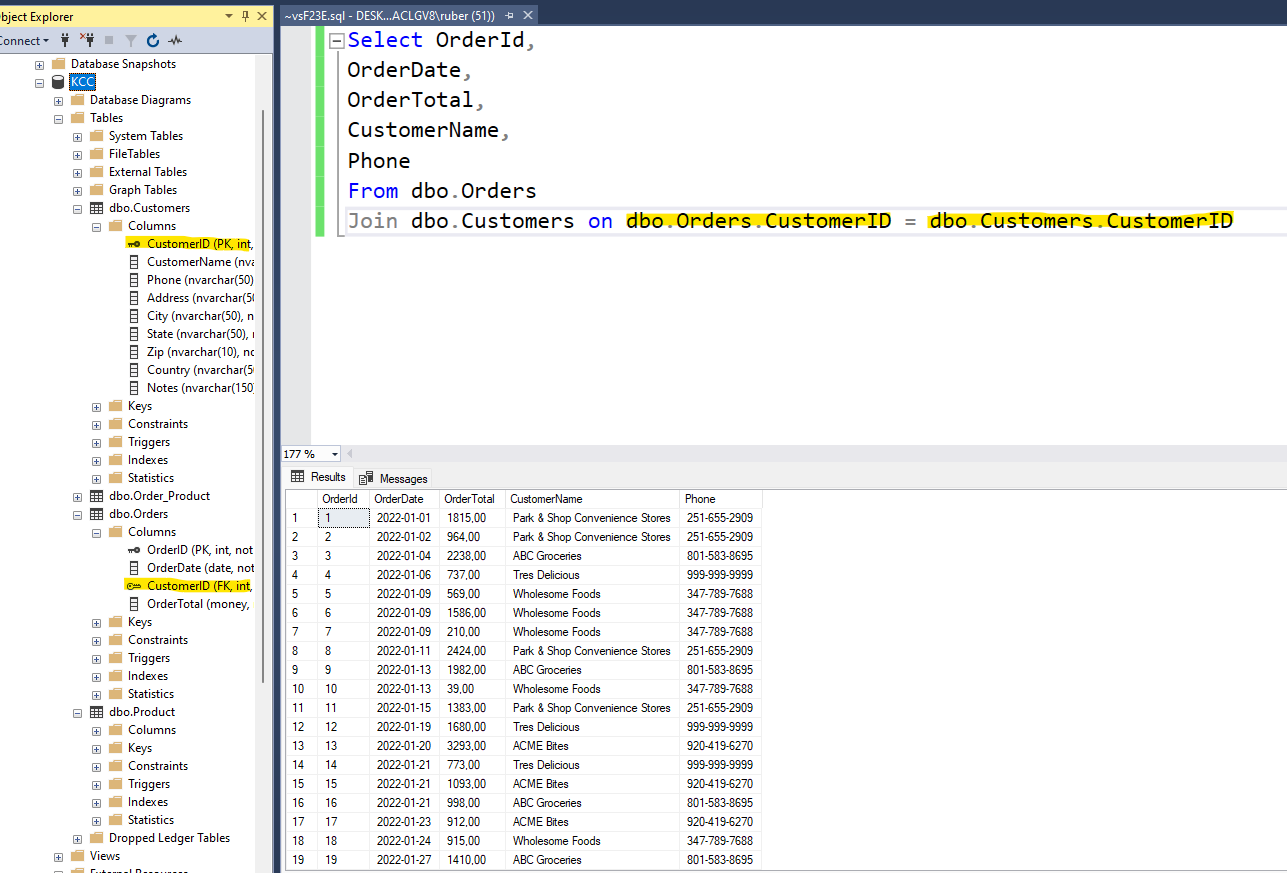 bject Explorer
onnect
Database Snapshots
KCC
Database Diagrams
Tables
System Tables
FileTables
External Tables
Graph Tables
dbo.Customers
Columns
CustomerID (PK, int,
CustomerName (nva
Phone (nvarchar(50)
Address (nvarchar(50
City (nvarchar(50), n
State (nvarchar(50), n
Zip (nvarchar(10), no
Country (nvarchar(50
Notes (nvarchar(150)
Keys
Constraints
Triggers
Indexes
Statistics
dbo.Order_Product
dbo.Orders
Columns
OrderID (PK, int, not
OrderDate (date, not
CustomerID (FK, int,
OrderTotal (money,
Keys
Constraints
Triggers
Indexes
Statistics
dbo.Product
Columns
Keys
Constraints
Triggers
Indexes
Statistics
Dropped Ledger Tables
Views
External Resources
~vsF23E.sql - DESK...ACLGV8\ruber (51))
Select OrderId,
OrderDate,
OrderTotal,
CustomerName,
Phone
From dbo.Orders
Join dbo.Customers on dbo.Orders.CustomerID = dbo.Customers.CustomerID
177 %
Results Messages
OrderId OrderDate OrderTotal CustomerName Phone
1 1 2022-01-01 1815,00 Park & Shop Convenience Stores 251-655-2909
2 2 2022-01-02 964,00 Park & Shop Convenience Stores 251-655-2909
3 3 2022-01-04 2238,00 ABC Groceries 801-583-8695
4 4 2022-01-06 737,00 Tres Delicious 999-999-9999
5 5 2022-01-09 569,00 Wholesome Foods 347-789-7688
6 6 2022-01-09 1586,00 Wholesome Foods 347-789-7688
7 7 2022-01-09 210,00 Wholesome Foods 347-789-7688
8 8 2022-01-11 2424,00 Park & Shop Convenience Stores 251-655-2909
9 9 2022-01-13 1982,00 ABC Groceries 801-583-8695
10 10 2022-01-13 39,00 Wholesome Foods 347-789-7688
11 11 2022-01-15 1383,00 Park & Shop Convenience Stores 251-655-2909
12 12 2022-01-19 1680,00 Tres Delicious 999-999-9999
13 13 2022-01-20 3293,00 ACME Bites 920-419-6270
14 14 2022-01-21 773,00 Tres Delicious 999-999-9999
15 15 2022-01-21 1093,00 ACME Bites 920-419-6270
16 16 2022-01-21 998,00 ABC Groceries 801-583-8695
17 17 2022-01-23 912,00 ACME Bites 920-419-6270
18 18 2022-01-24 915,00 Wholesome Foods 347-789-7688
19 19 2022-01-27 1410,00 ABC Groceries 801-583-8695